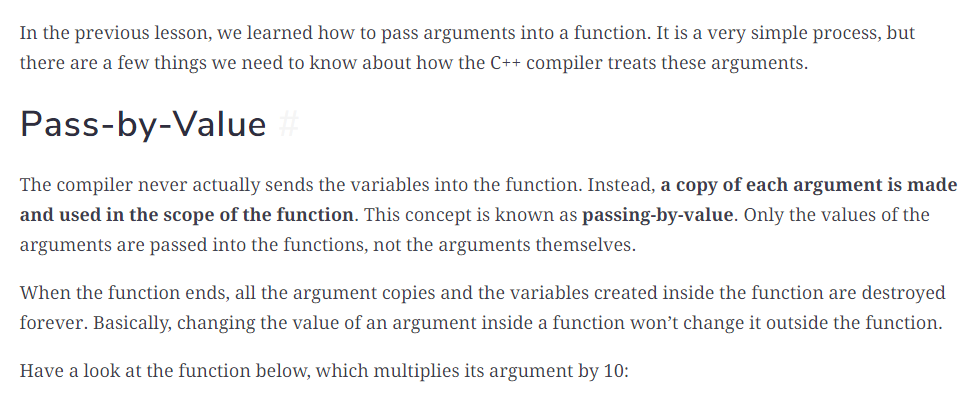 In the previous lesson, we learned how to pass arguments into a function. It is a very simple process, but
there are a few things we need to know about how the C++ compiler treats these arguments.
Pass-by-Value #
The compiler never actually sends the variables into the function. Instead, a copy of each argument is made
and used in the scope of the function. This concept is known as passing-by-value. Only the values of the
arguments are passed into the functions, not the arguments themselves.
When the function ends, all the argument copies and the variables created inside the function are destroyed
forever. Basically, changing the value of an argument inside a function won’t change it outside the function.
Have a look at the function below, which multiplies its argument by 10: